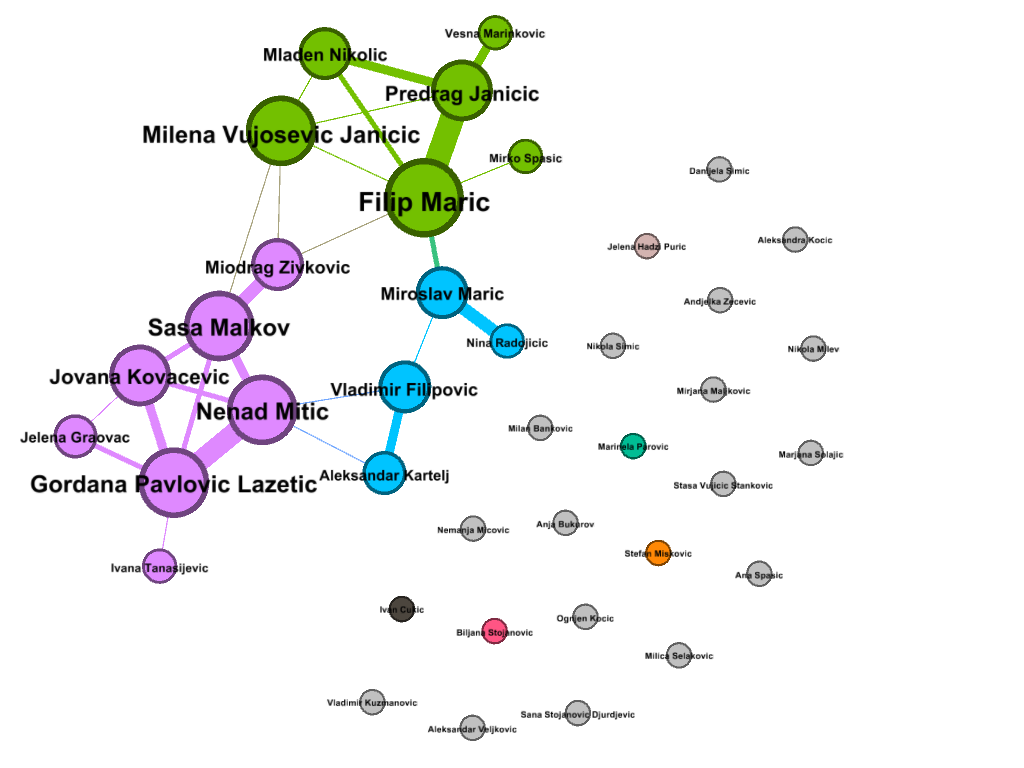 Vesna Marinkovic
Mladen Nikolic
Predrag Janicic
Milena Vujosevic Janicic
Mirko Spasic
Danijela Simic
Filip Maric
Aleksandra Kocic
Jelena Hadzi Puric
Miodrag Zivkovic
Miroslav Maric
Andjelka Zecevic
Sasa Malkov
Nina Radojicic
Nikola Simic
Nikola Milev
Jovana Kovacevic
Vladimir Filipovic
Mirjana Maljkovic
Nenad Mitic
Milan Bankovic
Jelena Graovac
Marinela Parovic
Marjana Solajic
Aleksandar Kartelj
Gordana Pavlovic Lazetic
Stasa Vujicic Stankovic
Anja Bukurov
Nemanja Micovic
Stefan Miskovic
Ivana Tanasijevic
Ana Spasic
Ivan Cukic
Ognjen Kocic
Biljana Stojanovic
Milica Selakovic
Vladimir Kuzmanovic
Sana Stojanovic Djurdjevic
Aleksandar Veljkovic